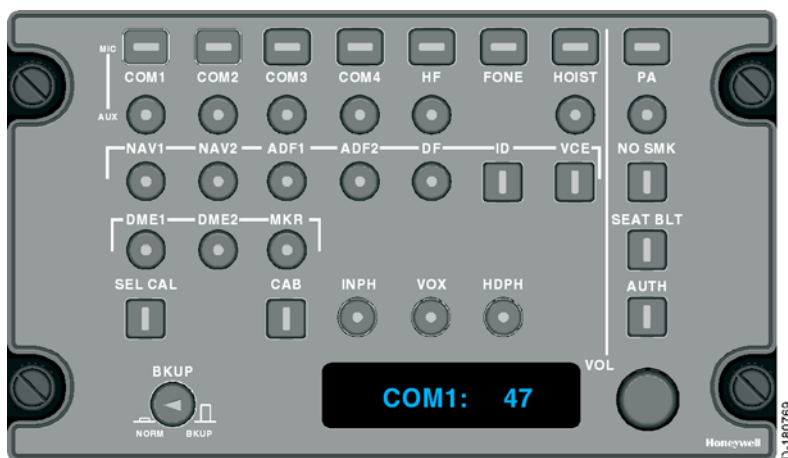 MIC
COM1 COM2 COM3 COM4 HF FONE HOIST PA
AUX
NAV1 NAV2 ADF1 ADF2 DF ID VCE NO SMK
DME1 DME2 MKR SEAT BLT
SEL CAL CAB INPH VOX HDPH AUTH
BKUP VOL
COM1: 47
NORM BKUP
Honeywell
D-180769